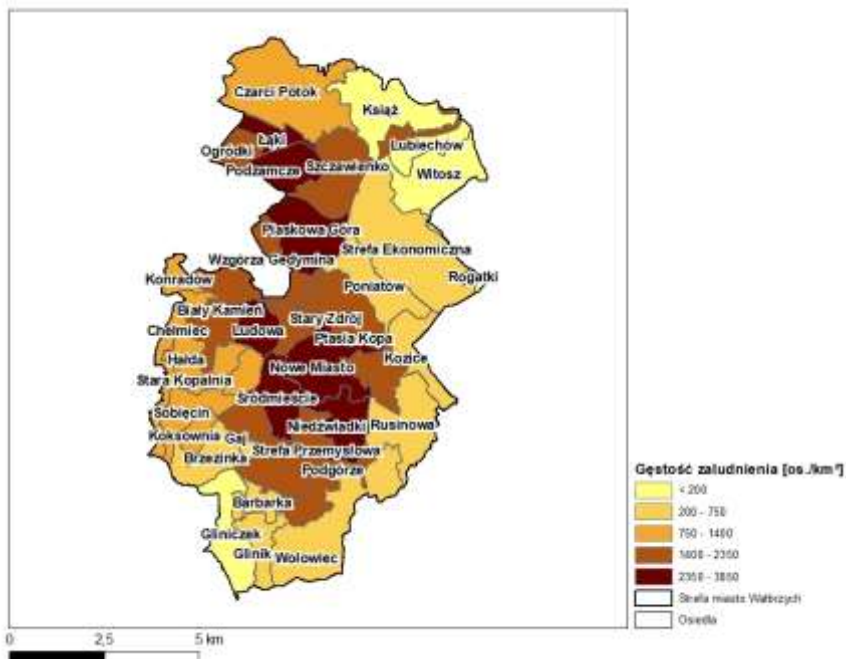 Czarci Potok
Książ
Łąki
Lubiechów
Ogródki
Szczawienko
Podzamcze
Witosz
Piaskowa Góra
Strefa Ekonomiczna
Wzgórza Gedymina
Rogatki
Konradów
Poniatów
Biały Kamień
Stary Zdrój
Chełmiec
Ludowa
Ptasia Kopa
Hałda
Kozice
Nowe Miasto
Stara Kopalnia
Śródmieście
Sobięcin
Niedźwiadki
Rusinowa
Koksownia
Gaj
Strefa Przemysłowa
Brzezinka
Podgórze
Barbarka
Gliniczek
Glinik
Wołowiec
Gęstość zaludnienia [os./km²]
< 200
200 - 750
750 - 1400
1400 - 2350
2350 - 3850
Strefa miasto Wałbrzych
Osiedla
0 2,5 5 km